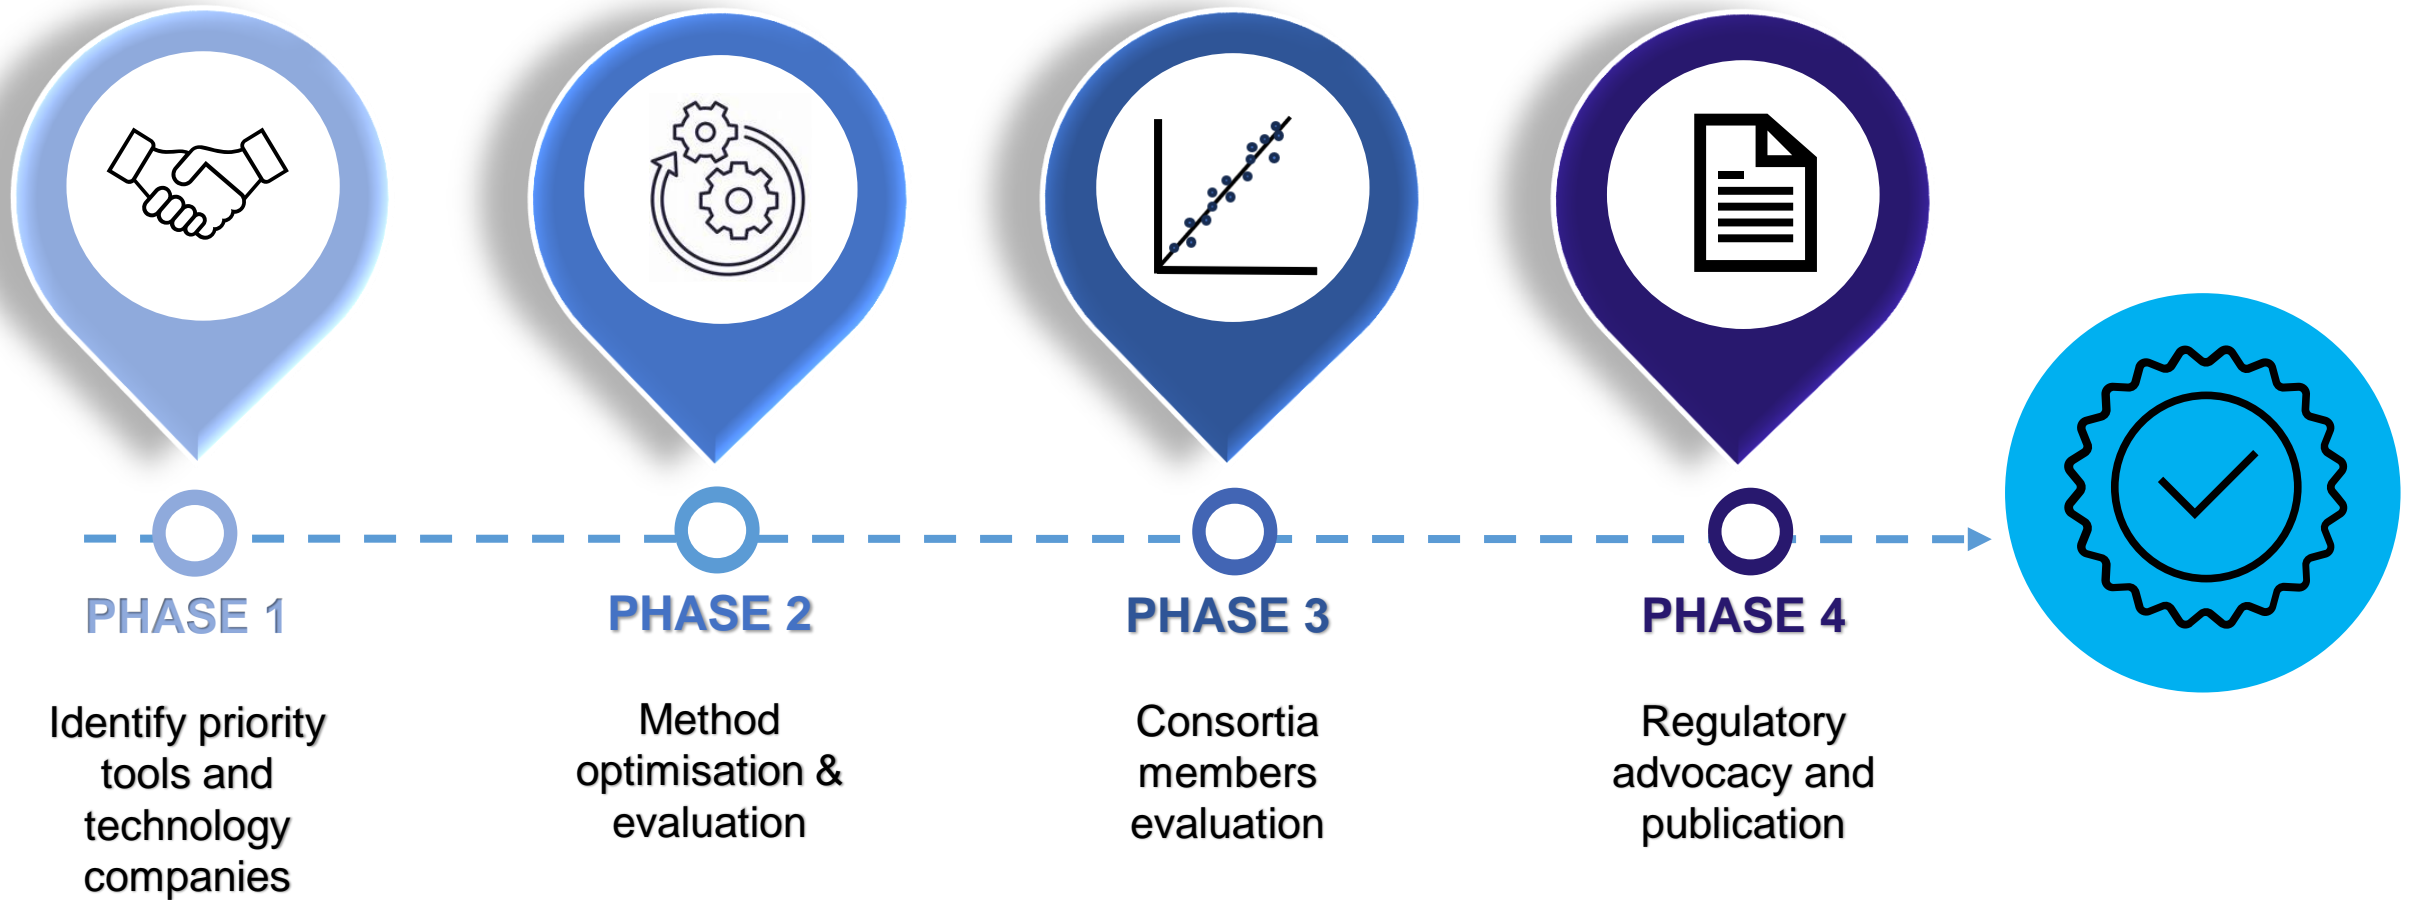 PHASE 1
Identify priority
tools and
technology
companies
PHASE 2
Method
optimisation &
evaluation
PHASE 3
Consortia
members
evaluation
PHASE 4
Regulatory
advocacy and
publication